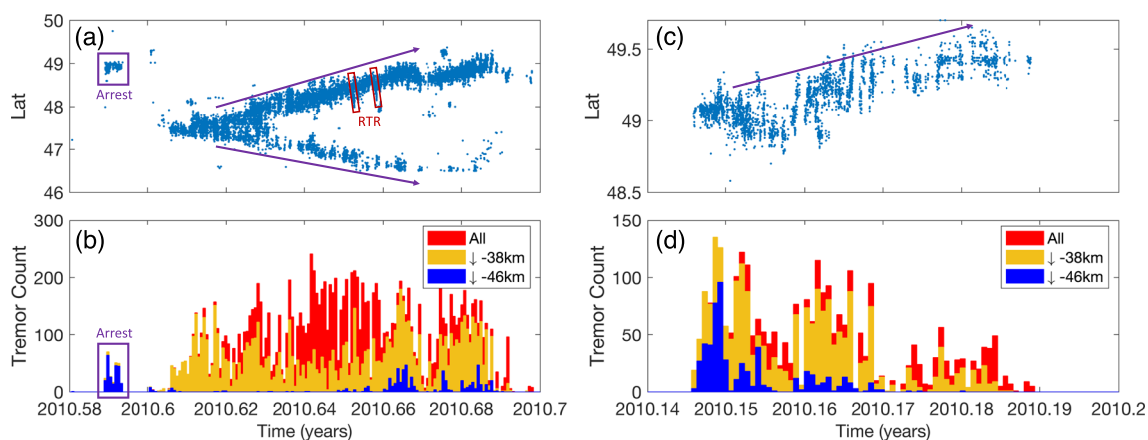 (a)
Lat
50
49
48
47
46
Arrest
RTR
(c)
Lat
49.5
49
48.5
(b)
Tremor Count
300
200
100
0
Arrest
All
↓ -38km
↓ -46km
2010.58 2010.6 2010.62 2010.64 2010.66 2010.68 2010.7
Time (years)
(d)
Tremor Count
150
100
50
0
All
↓ -38km
↓ -46km
2010.14 2010.15 2010.16 2010.17 2010.18 2010.19 2010.2
Time (years)